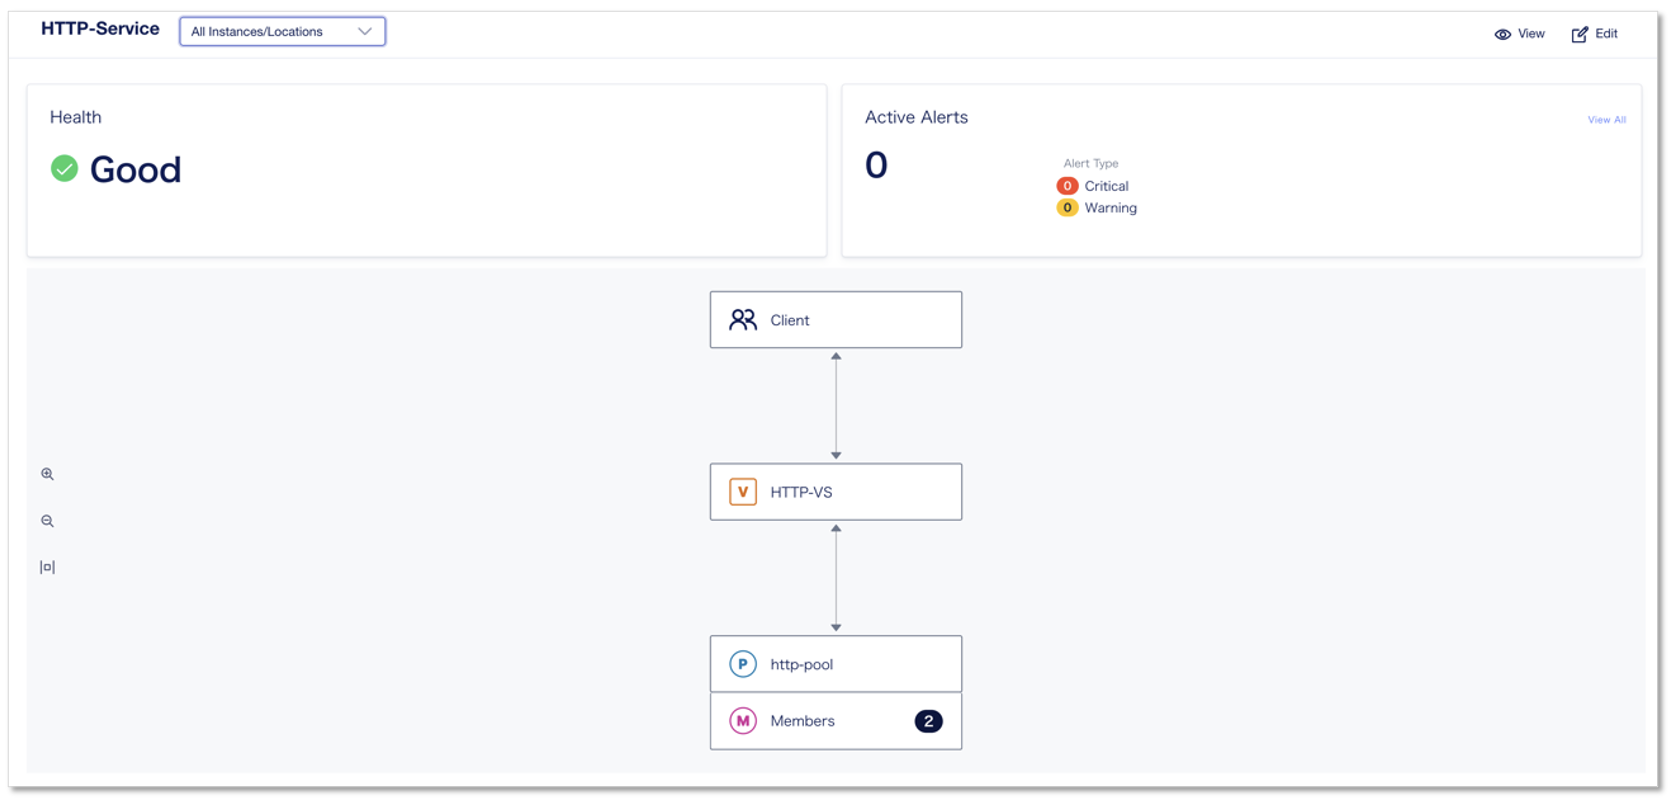 HTTP-Service
All Instances/Locations
View
Edit
Health
Good
Active Alerts
View All
0
Alert Type
0 Critical
0 Warning
Client
V HTTP-VS
P http-pool
M Members 2